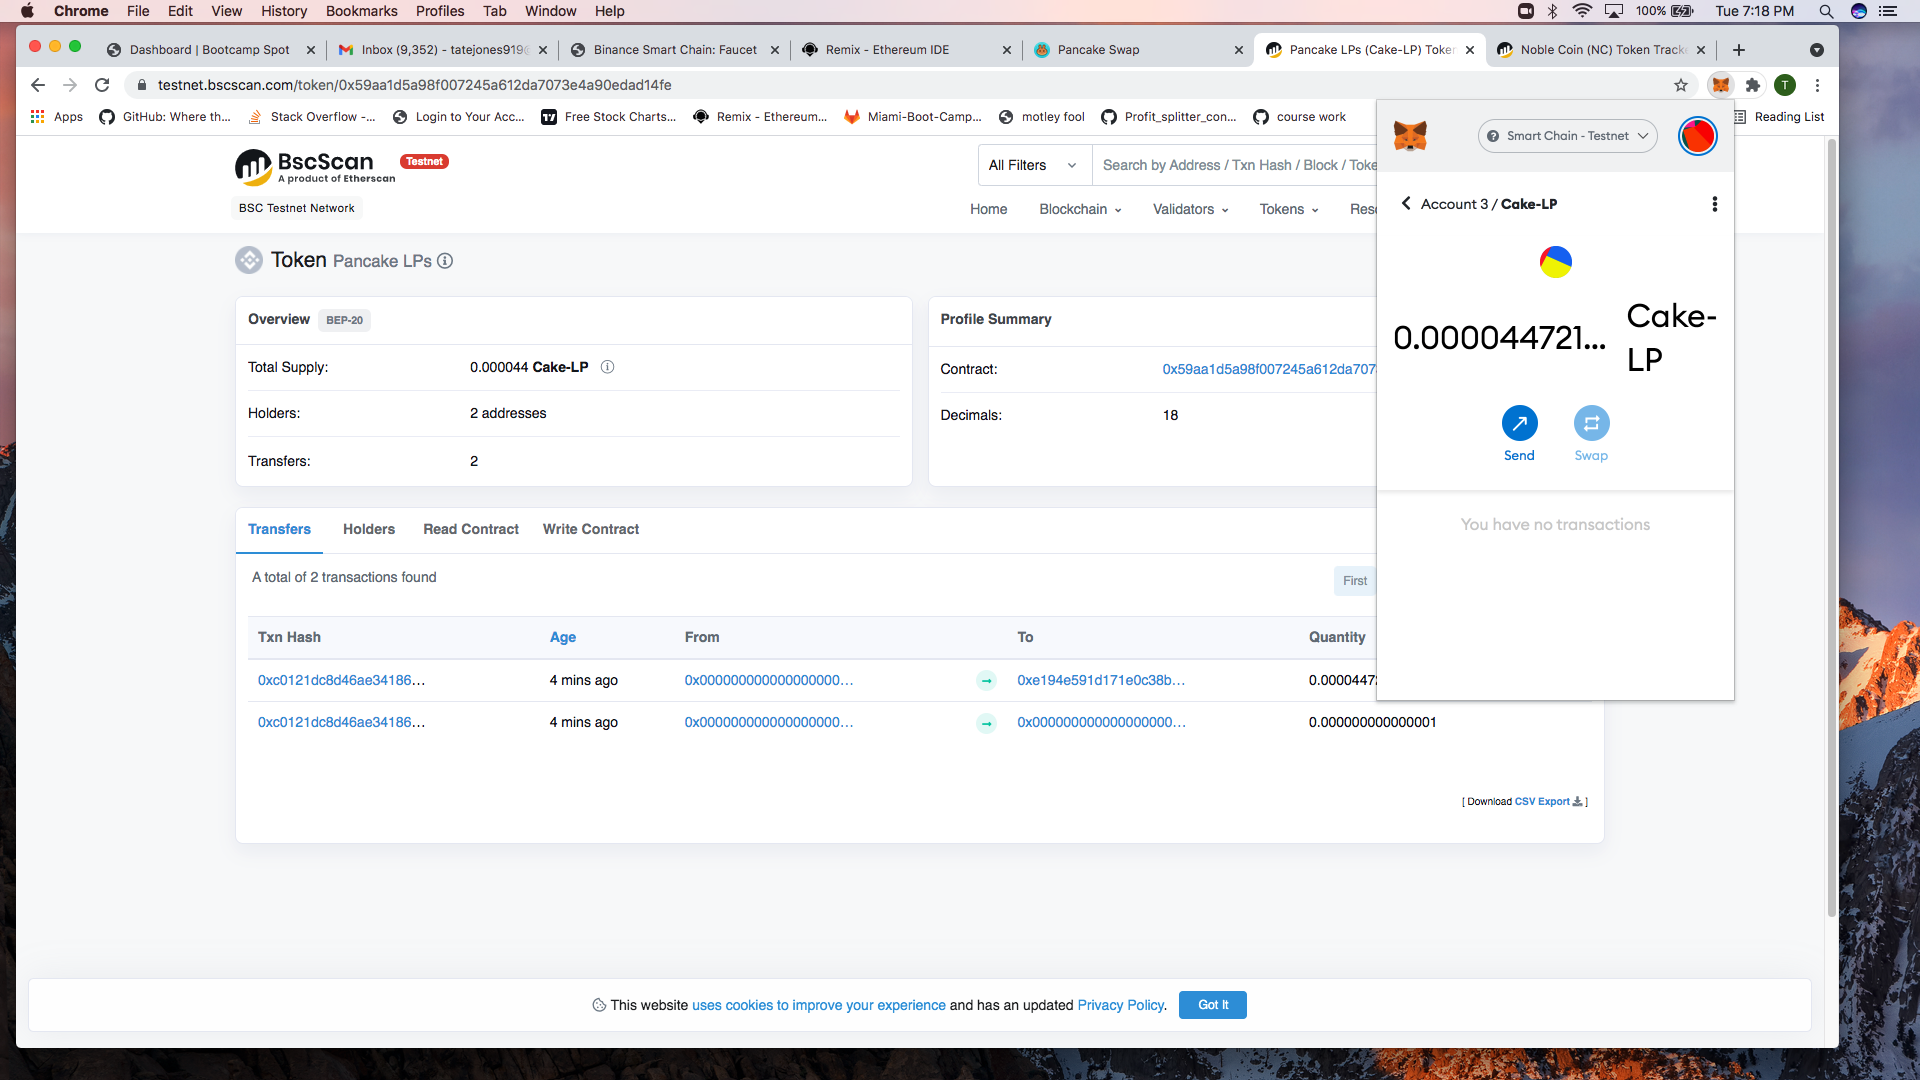 Chrome File Edit View History Bookmarks Profiles Tab Window Help 100% Tue 7:18 PM
Dashboard | Bootcamp Spot Inbox (9,352) - tatejones919@ Binance Smart Chain: Faucet Remix - Ethereum IDE Pancake Swap Pancake LPs (Cake-LP) Token Noble Coin (NC) Token Tracke
testnet.bscscan.com/token/0x59aa1d5a98f007245a612da7073e4a90edad14fe T
Apps GitHub: Where th... Stack Overflow -... Login to Your Acc... Free Stock Charts... Remix - Ethereum... Miami-Boot-Camp... motley fool Profit_splitter_con... course work Reading List
BscScan Testnet
A product of Etherscan
BSC Testnet Network
All Filters Search by Address / Txn Hash / Block / Toke
Home Blockchain Validators Tokens Resc
Smart Chain - Testnet
Account 3 / Cake-LP
0.000044721... Cake-
LP
Send Swap
You have no transactions
Token Pancake LPs
Overview BEP-20
Total Supply: 0.000044 Cake-LP
Holders: 2 addresses
Transfers: 2
Profile Summary
Contract: 0x59aa1d5a98f007245a612da707
Decimals: 18
Transfers Holders Read Contract Write Contract
A total of 2 transactions found First
Txn Hash Age From To Quantity
0xc0121dc8d46ae34186... 4 mins ago 0x000000000000000000... 0xe194e591d171e0c38b... 0.0000447
0xc0121dc8d46ae34186... 4 mins ago 0x000000000000000000... 0x000000000000000000... 0.000000000000001
[ Download CSV Export ]
This website uses cookies to improve your experience and has an updated Privacy Policy. Got It